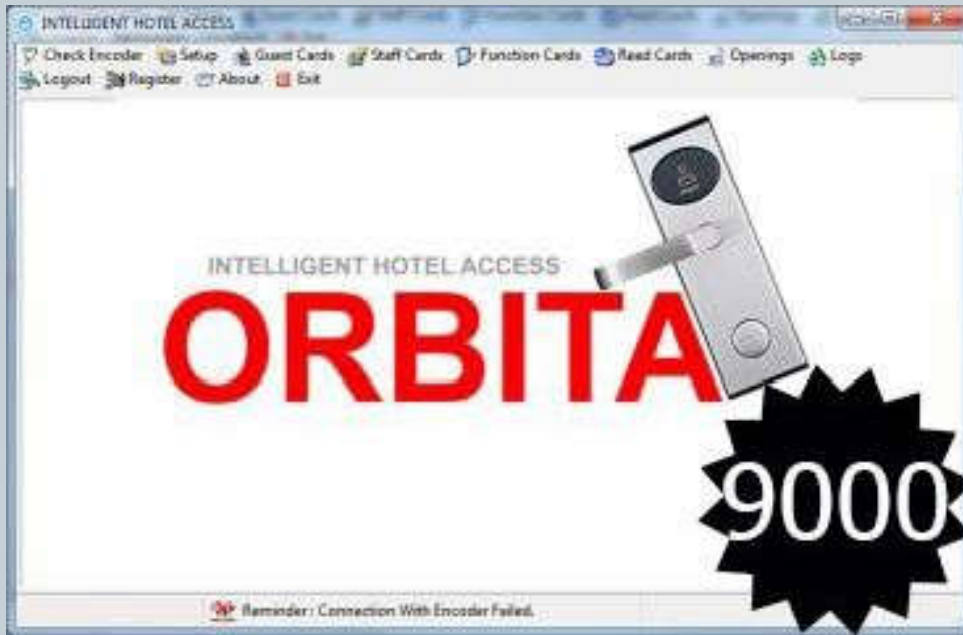 INTELLIGENT HOTEL ACCESS
Check Encoder Setup Guest Cards Staff Cards Function Cards Read Cards Openings Logs
Logout Register About Exit
INTELLIGENT HOTEL ACCESS
ORBITA
9000
Reminder : Connection With Encoder Failed.